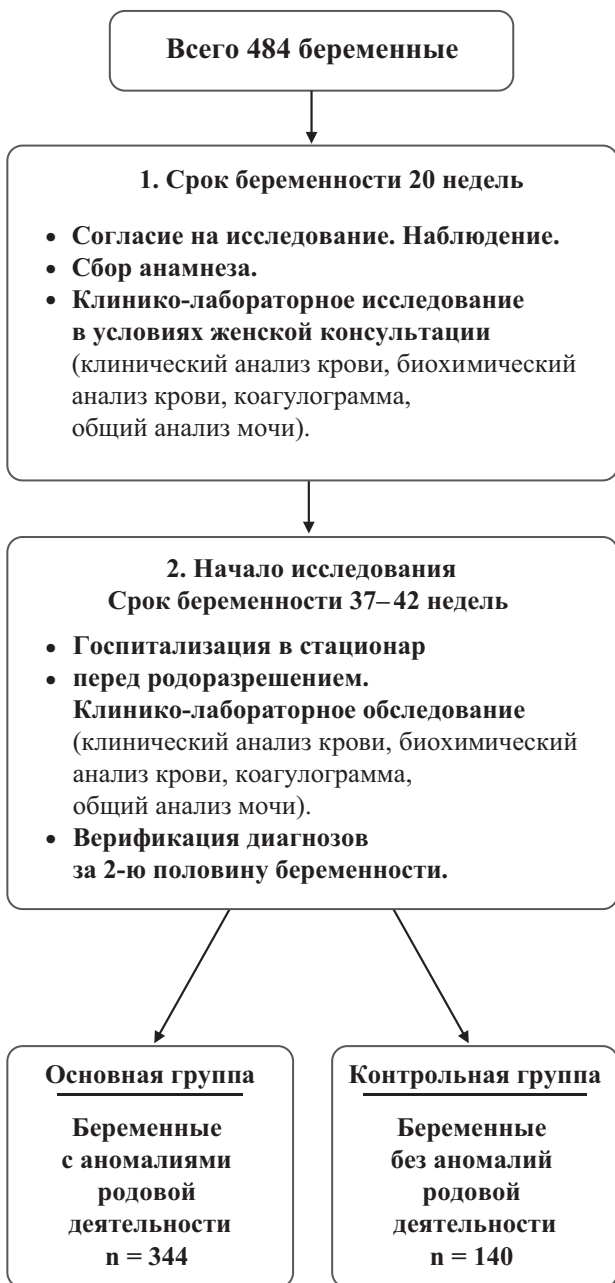 Всего 484 беременные
1. Срок беременности 20 недель
• Согласие на исследование. Наблюдение.
• Сбор анамнеза.
• Клинико-лабораторное исследование
в условиях женской консультации
(клинический анализ крови, биохимический
анализ крови, коагулограмма,
общий анализ мочи).
2. Начало исследования
Срок беременности 37–42 недель
• Госпитализация в стационар
• перед родоразрешением.
Клинико-лабораторное обследование
(клинический анализ крови, биохимический
анализ крови, коагулограмма,
общий анализ мочи).
• Верификация диагнозов
за 2-ю половину беременности.
Основная группа
Беременные
с аномалиями
родовой
деятельности
n = 344
Контрольная группа
Беременные
без аномалий
родовой
деятельности
n = 140